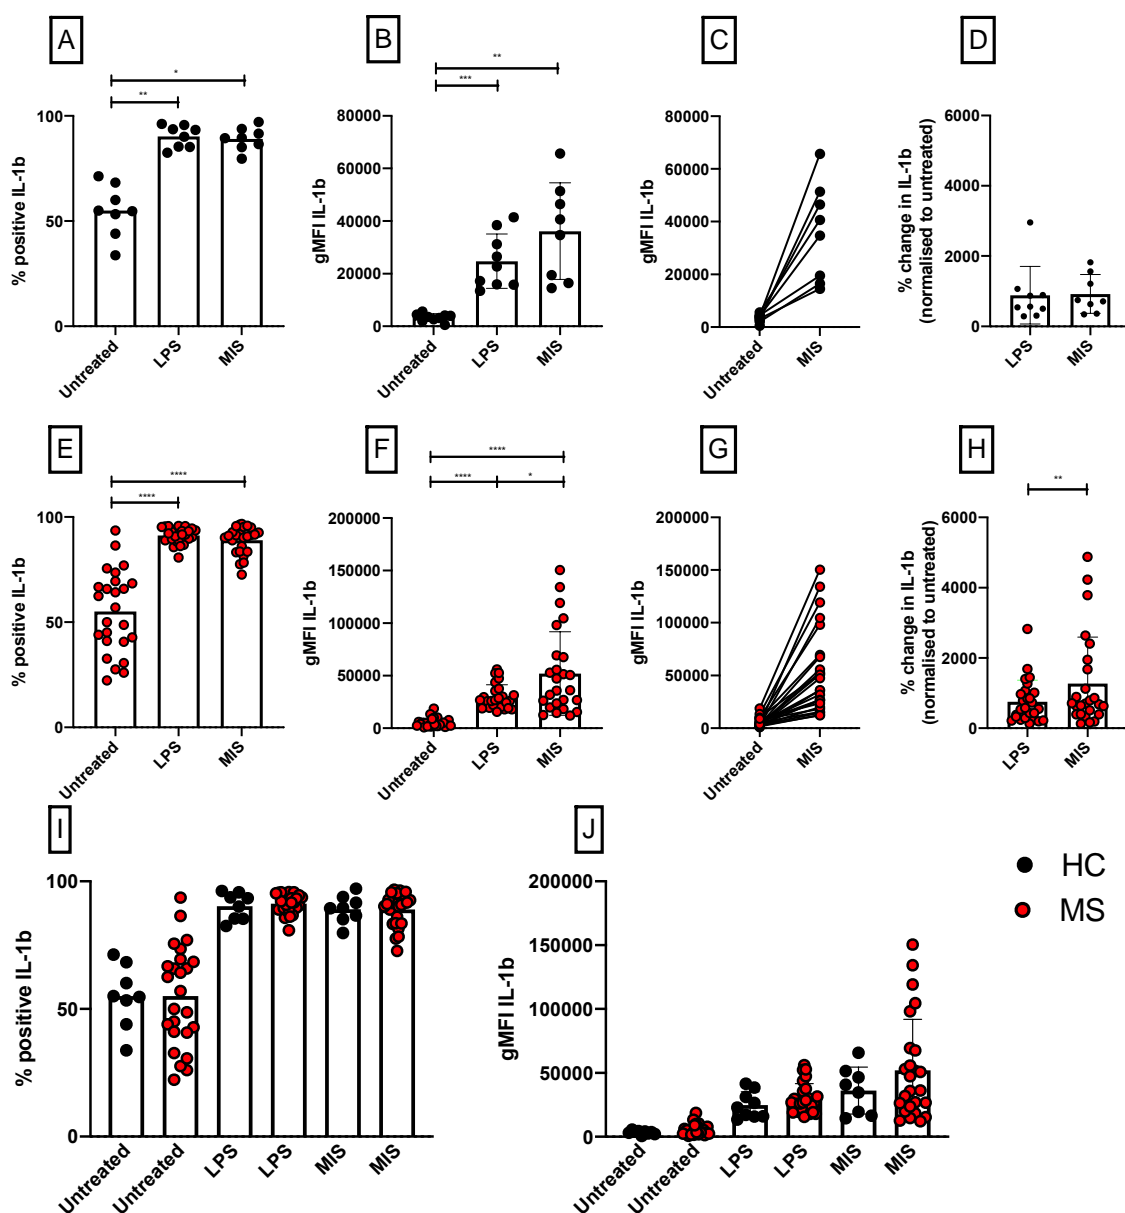 A
B
C
D
% positive IL-1b
100
50
0
Untreated
LPS
MIS
**
*
gMFI IL-1b
80000
60000
40000
20000
0
Untreated
LPS
MIS
***
**
gMFI IL-1b
80000
60000
40000
20000
0
Untreated
MIS
% change in IL-1b
(normalised to untreated)
6000
4000
2000
0
LPS
MIS
E
F
G
H
% positive IL-1b
100
50
0
Untreated
LPS
MIS
****
****
gMFI IL-1b
200000
150000
100000
50000
0
Untreated
LPS
MIS
****
****
*
gMFI IL-1b
200000
150000
100000
50000
0
Untreated
MIS
% change in IL-1b
(normalised to untreated)
6000
4000
2000
0
LPS
MIS
**
I
J
% positive IL-1b
100
50
0
Untreated
Untreated
LPS
LPS
MIS
MIS
gMFI IL-1b
200000
150000
100000
50000
0
Untreated
Untreated
LPS
LPS
MIS
MIS
HC
MS